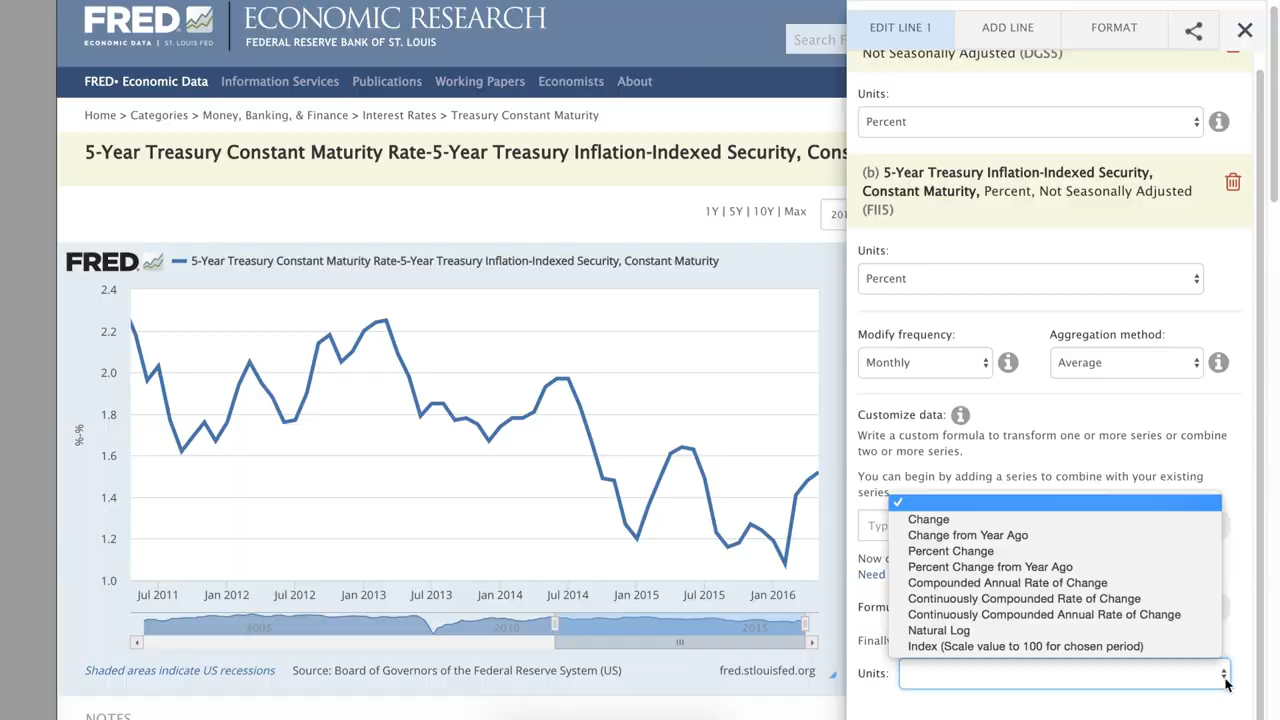 FRED
ECONOMIC DATA | ST. LOUIS FED
ECONOMIC RESEARCH
FEDERAL RESERVE BANK OF ST. LOUIS
Search F
FRED• Economic Data Information Services Publications Working Papers Economists About
Home > Categories > Money, Banking, & Finance > Interest Rates > Treasury Constant Maturity
5-Year Treasury Constant Maturity Rate-5-Year Treasury Inflation-Indexed Security, Cons
1Y | 5Y | 10Y | Max
201
FRED
5-Year Treasury Constant Maturity Rate-5-Year Treasury Inflation-Indexed Security, Constant Maturity
2.4
2.2
2.0
1.8
1.6
1.4
1.2
1.0
%-%
Jul 2011 Jan 2012 Jul 2012 Jan 2013 Jul 2013 Jan 2014 Jul 2014 Jan 2015 Jul 2015 Jan 2016
2005 2010 2015
Shaded areas indicate US recessions Source: Board of Governors of the Federal Reserve System (US) fred.stlouisfed.org
NOTES
EDIT LINE 1 ADD LINE FORMAT
Not Seasonally Adjusted (DGS5)
Units:
Percent
(b) 5-Year Treasury Inflation-Indexed Security,
Constant Maturity, Percent, Not Seasonally Adjusted
(FII5)
Units:
Percent
Modify frequency: Aggregation method:
Monthly Average
Customize data:
Write a custom formula to transform one or more series or combine
two or more series.
You can begin by adding a series to combine with your existing
series
Typ
Now c
Need
Formu
Finall
Change
Change from Year Ago
Percent Change
Percent Change from Year Ago
Compounded Annual Rate of Change
Continuously Compounded Rate of Change
Continuously Compounded Annual Rate of Change
Natural Log
Index (Scale value to 100 for chosen period)
Units: